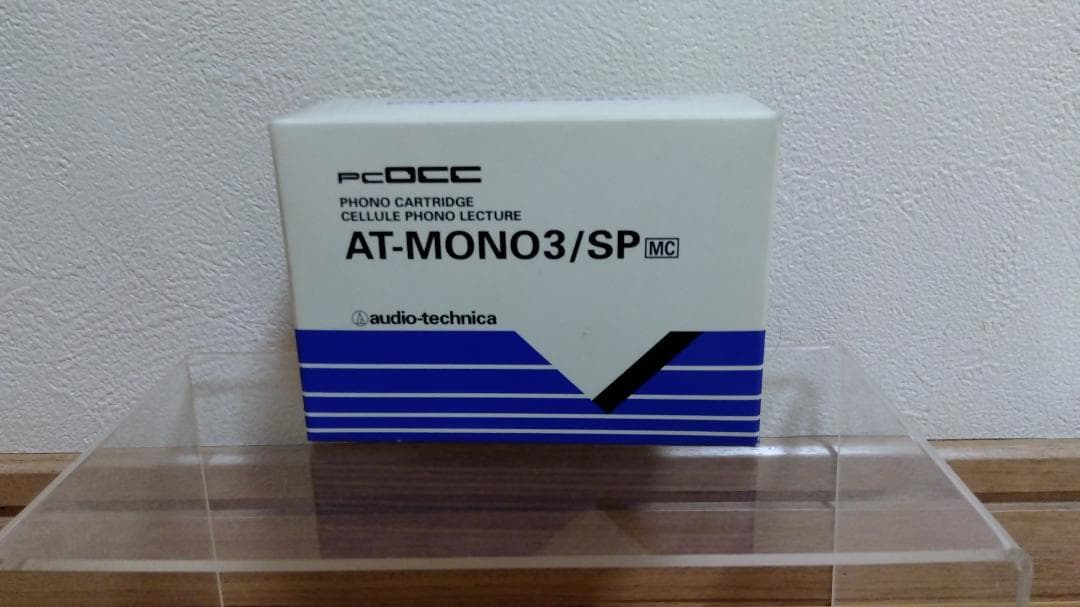 PCOCC
PHONO CARTRIDGE
CELLULE PHONO LECTURE
AT-MONO3/SP MC
audio-technica